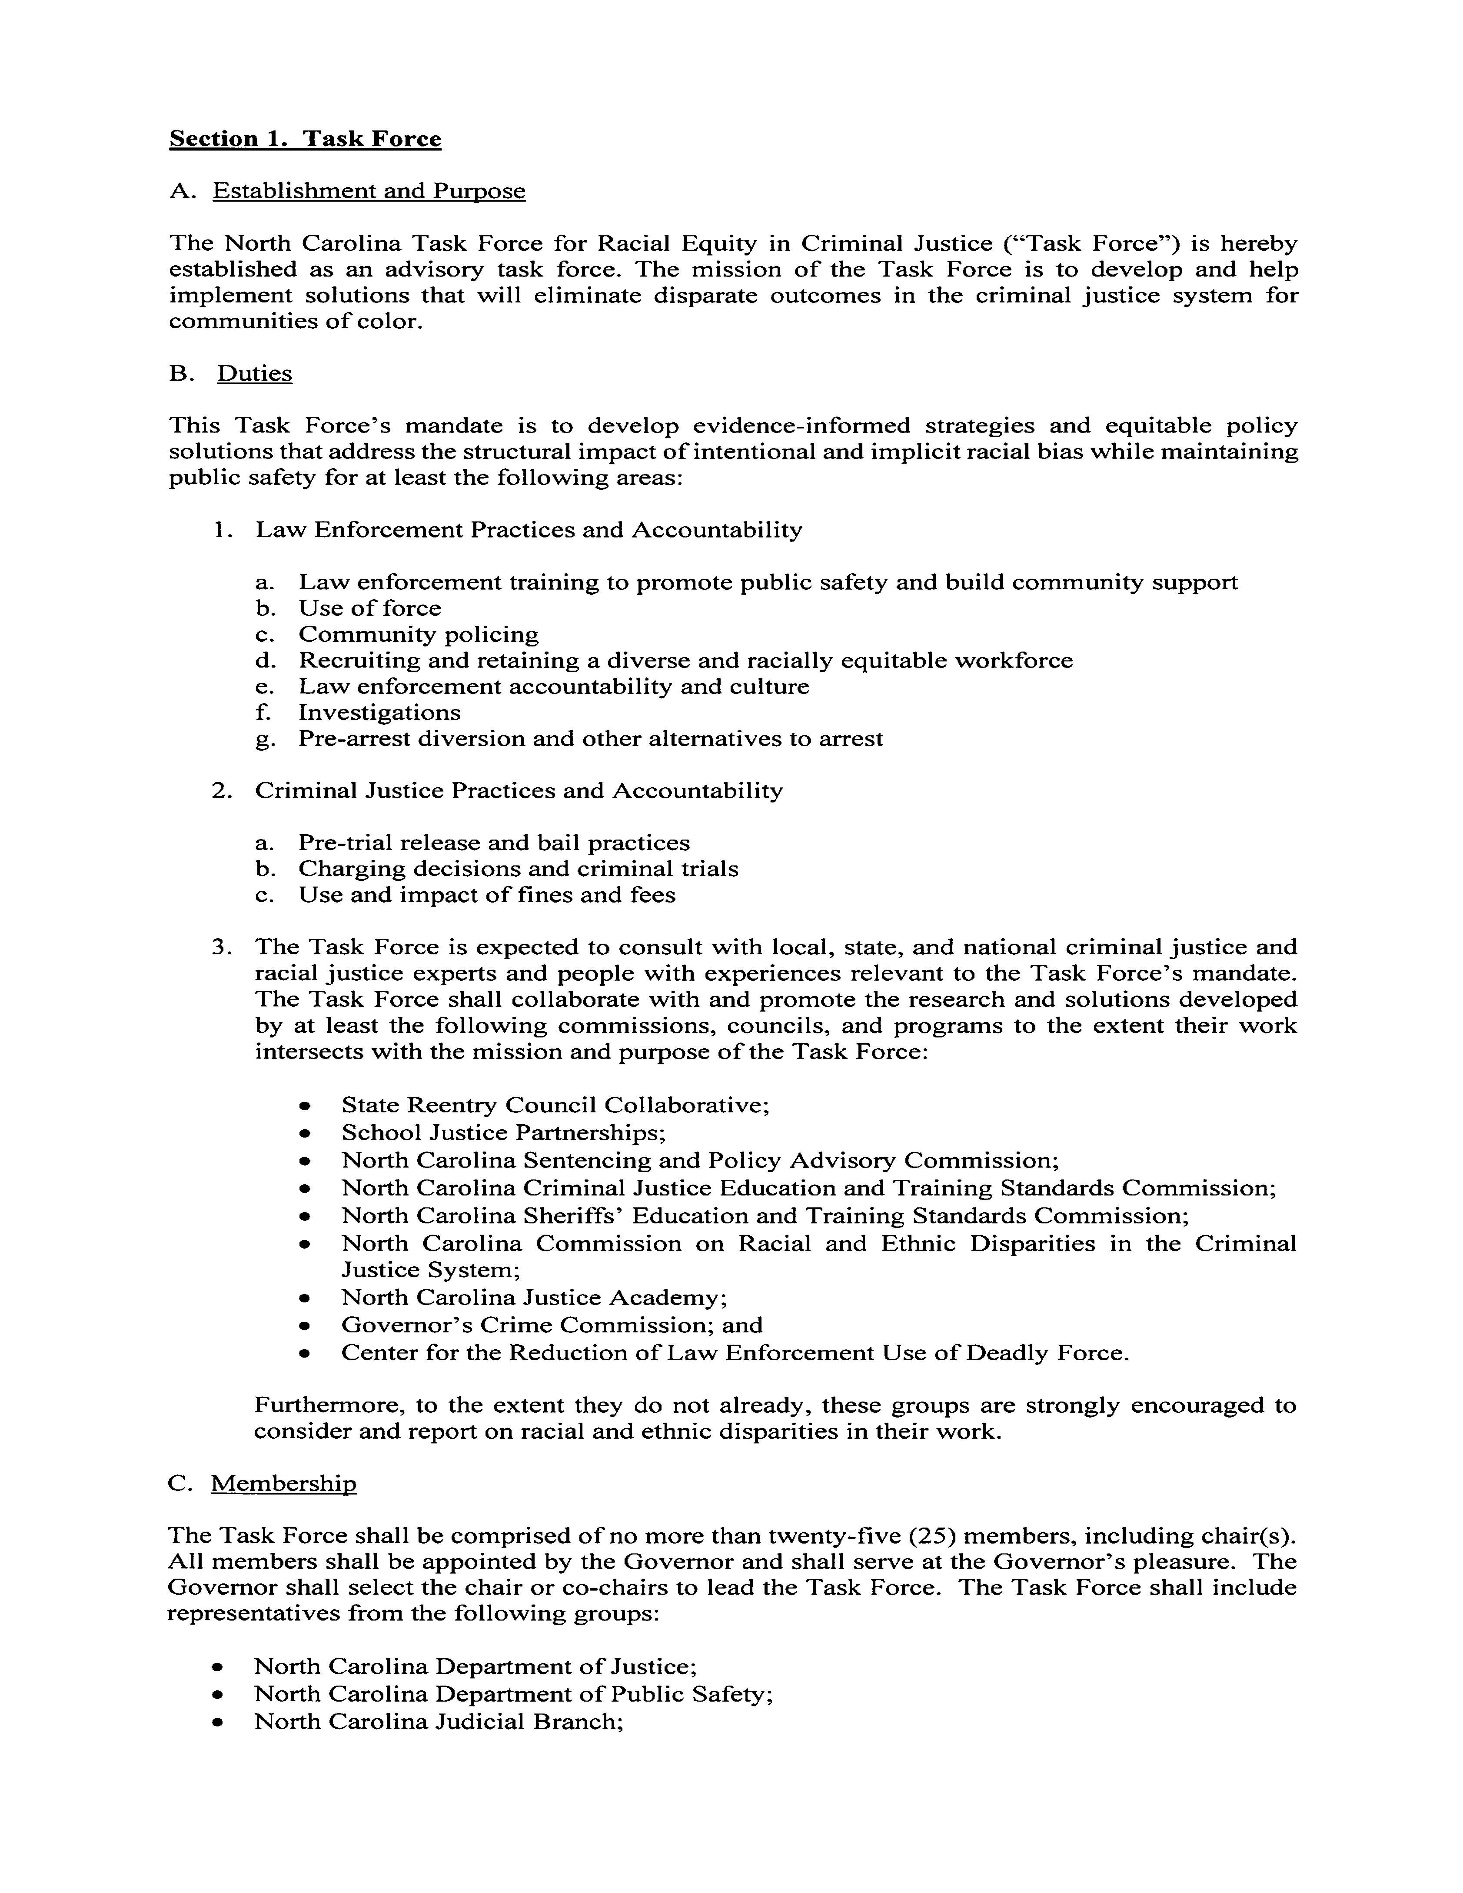 Section 1. Task Force
A. Establishment and Purpose
The North Carolina Task Force for Racial Equity in Criminal Justice (“Task Force”) is hereby
established as an advisory task force. The mission of the Task Force is to develop and help
implement solutions that will eliminate disparate outcomes in the criminal justice system for
communities of color.
B. Duties
This Task Force’s mandate is to develop evidence-informed strategies and equitable policy
solutions that address the structural impact of intentional and implicit racial bias while maintaining
public safety for at least the following areas:
1. Law Enforcement Practices and Accountability
a. Law enforcement training to promote public safety and build community support
b. Use of force
c. Community policing
d. Recruiting and retaining a diverse and racially equitable workforce
e. Law enforcement accountability and culture
f. Investigations
g. Pre-arrest diversion and other alternatives to arrest
2. Criminal Justice Practices and Accountability
a. Pre-trial release and bail practices
b. Charging decisions and criminal trials
c. Use and impact of fines and fees
3. The Task Force is expected to consult with local, state, and national criminal justice and
racial justice experts and people with experiences relevant to the Task Force’s mandate.
The Task Force shall collaborate with and promote the research and solutions developed
by at least the following commissions, councils, and programs to the extent their work
intersects with the mission and purpose of the Task Force:
• State Reentry Council Collaborative;
• School Justice Partnerships;
• North Carolina Sentencing and Policy Advisory Commission;
• North Carolina Criminal Justice Education and Training Standards Commission;
• North Carolina Sheriffs’ Education and Training Standards Commission;
• North Carolina Commission on Racial and Ethnic Disparities in the Criminal
Justice System;
• North Carolina Justice Academy;
• Governor’s Crime Commission; and
• Center for the Reduction of Law Enforcement Use of Deadly Force.
Furthermore, to the extent they do not already, these groups are strongly encouraged to
consider and report on racial and ethnic disparities in their work.
C. Membership
The Task Force shall be comprised of no more than twenty-five (25) members, including chair(s).
All members shall be appointed by the Governor and shall serve at the Governor’s pleasure. The
Governor shall select the chair or co-chairs to lead the Task Force. The Task Force shall include
representatives from the following groups:
• North Carolina Department of Justice;
• North Carolina Department of Public Safety;
• North Carolina Judicial Branch;